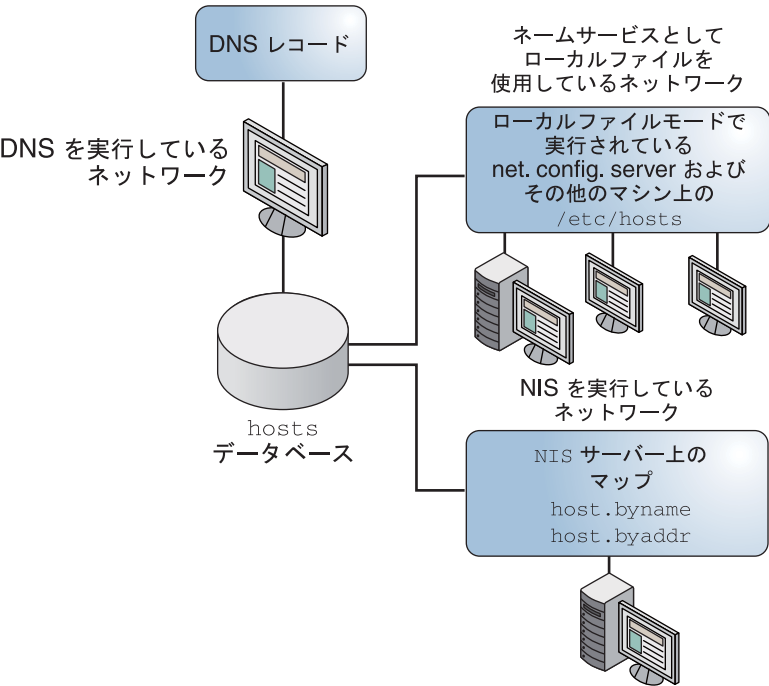 DNS レコード
DNS を実行している
ネットワーク
hosts
データベース
ネームサービスとして
ローカルファイルを
使用しているネットワーク
ローカルファイルモードで
実行されている
net. config. server および
その他のマシン上の
/etc/hosts
NIS を実行している
ネットワーク
NIS サーバー上の
マップ
host.byname
host.byaddr